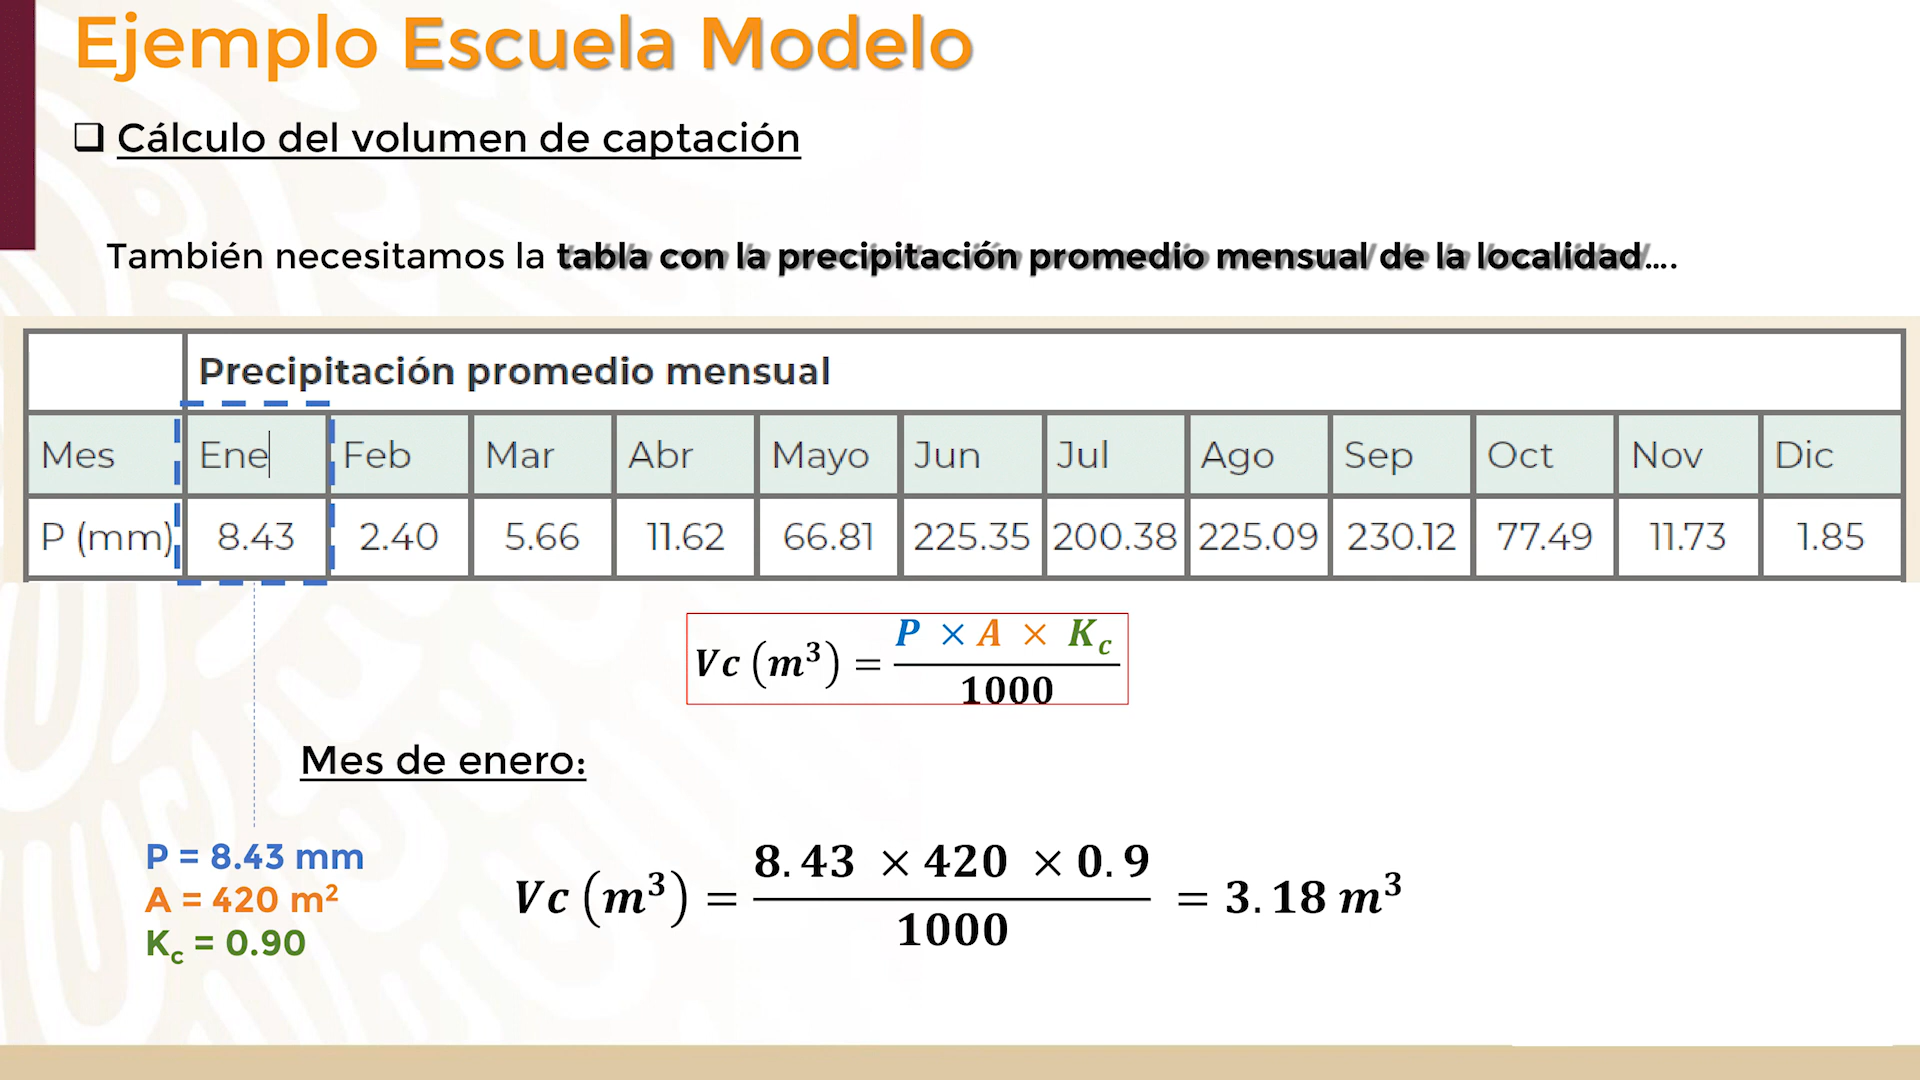 Ejemplo Escuela Modelo
❑ Cálculo del volumen de captación
También necesitamos la tabla con la precipitación promedio mensual de la localidad....
Precipitación promedio mensual
Mes Ene Feb Mar Abr Mayo Jun Jul Ago Sep Oct Nov Dic
P (mm) 8.43 2.40 5.66 11.62 66.81 225.35 200.38 225.09 230.12 77.49 11.73 1.85
Vc (m³) = P × A × Kc / 1000
Mes de enero:
P = 8.43 mm
A = 420 m²
Kc = 0.90
Vc (m³) = 8.43 × 420 × 0.9 / 1000 = 3.18 m³